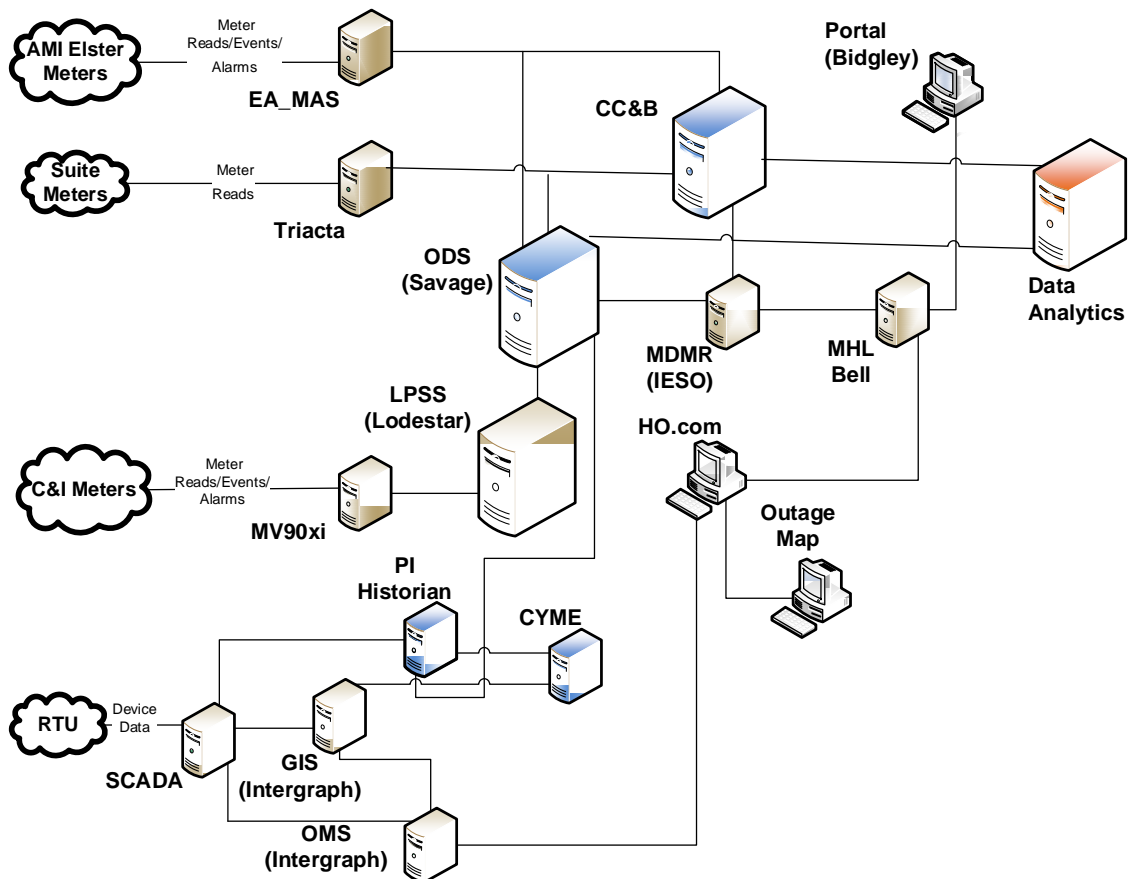 AMI Elster
Meters
Meter
Reads/Events/
Alarms
EA_MAS
CC&B
Portal
(Bidgley)
Suite
Meters
Meter
Reads
Triacta
ODS
(Savage)
Data
Analytics
MDMR
(IESO)
MHL
Bell
LPSS
(Lodestar)
HO.com
C&I Meters
Meter
Reads/Events/
Alarms
MV90xi
Outage
Map
PI
Historian
CYME
RTU
Device
Data
SCADA
GIS
(Intergraph)
OMS
(Intergraph)